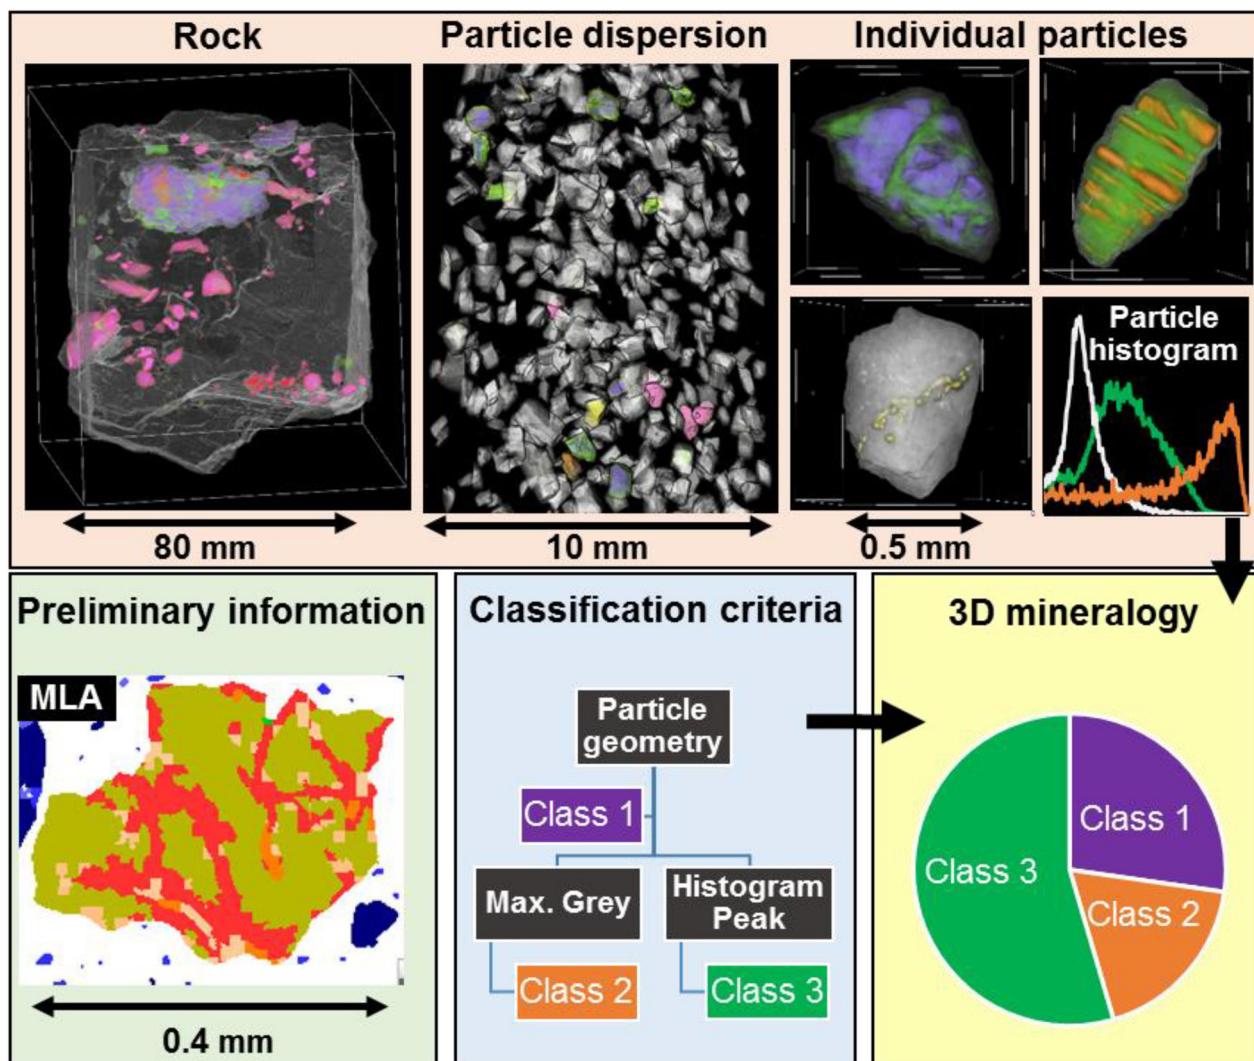 Rock
Particle dispersion
Individual particles
Particle
histogram
80 mm
10 mm
0.5 mm
Preliminary information
MLA
0.4 mm
Classification criteria
Particle
geometry
Class 1
Max. Grey
Histogram
Peak
Class 2
Class 3
3D mineralogy
Class 1
Class 3
Class 2